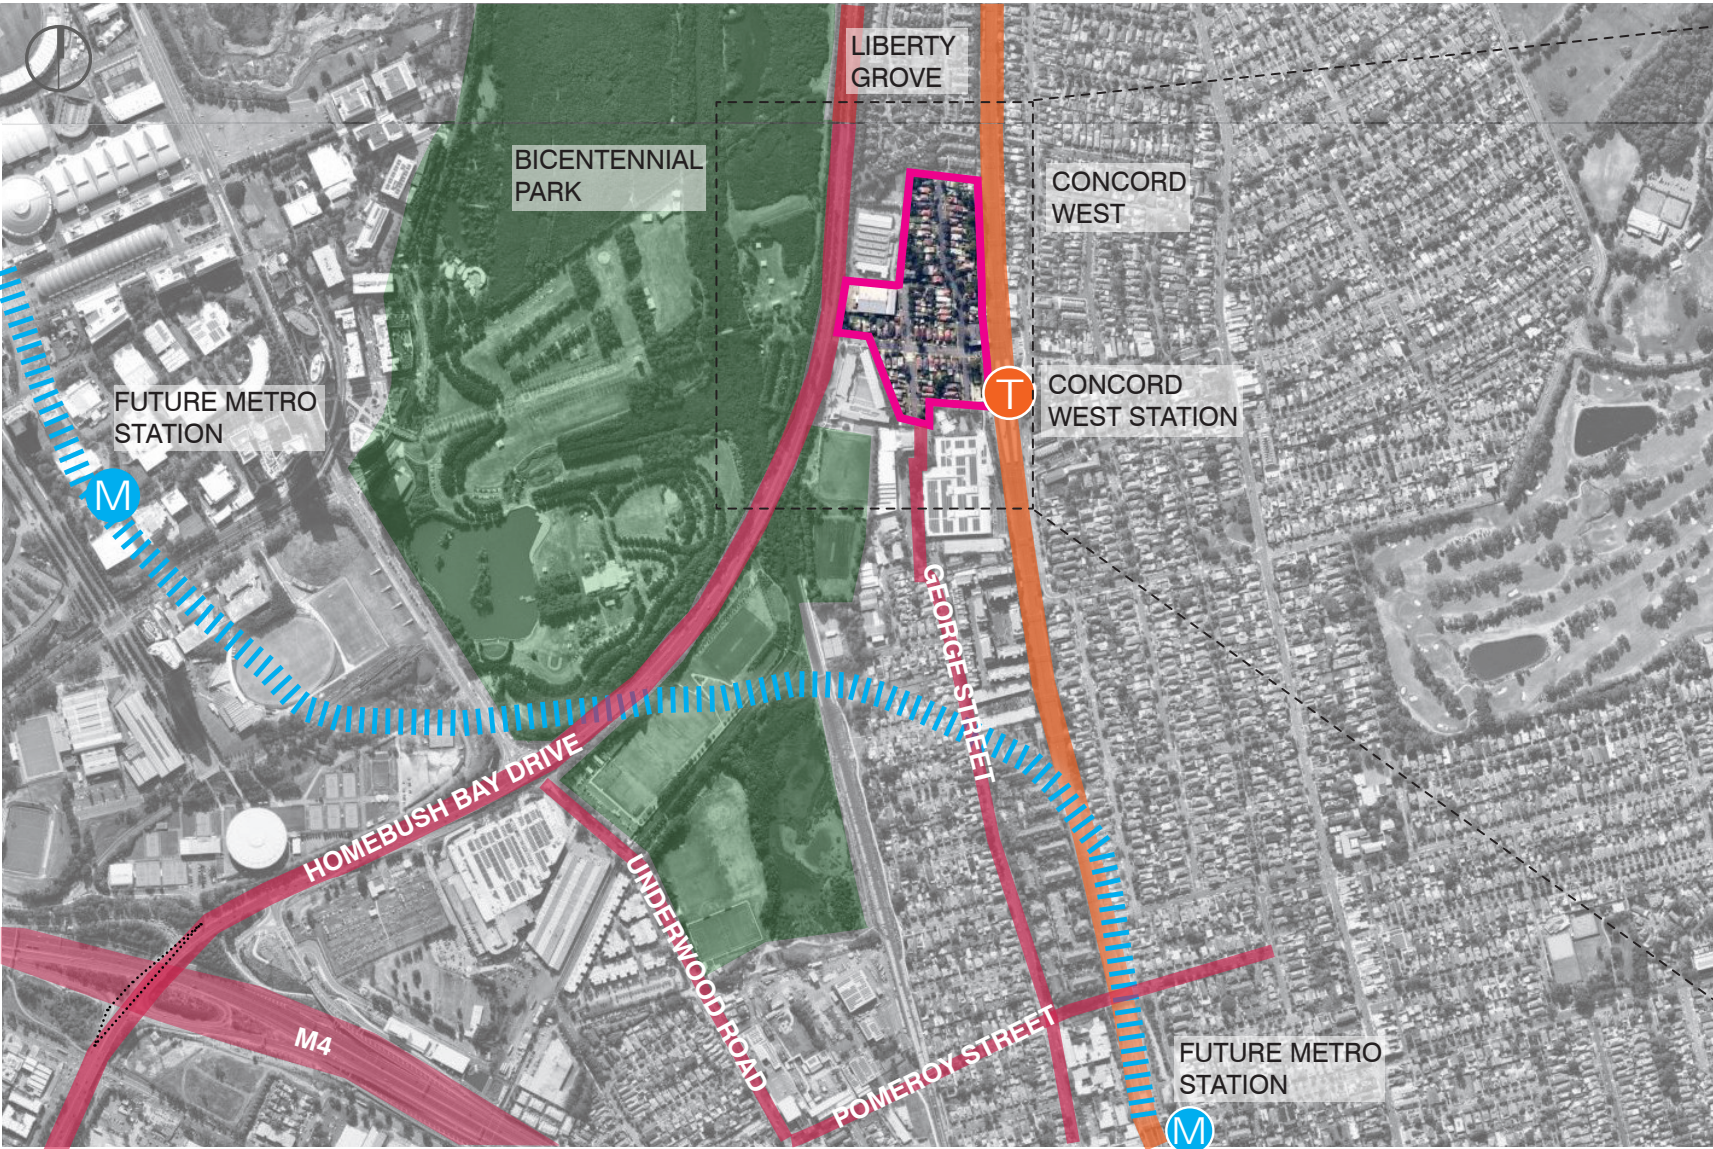 LIBERTY
GROVE
BICENTENNIAL
PARK
CONCORD
WEST
FUTURE METRO
STATION
CONCORD
WEST STATION
T
M
GEORGE STREET
HOMEBUSH BAY DRIVE
UNDERWOOD ROAD
M4
POMEROY STREET
FUTURE METRO
STATION
M